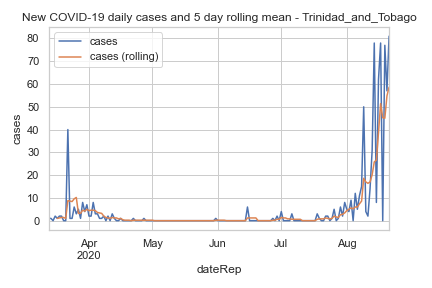 New COVID-19 daily cases and 5 day rolling mean - Trinidad_and_Tobago
cases
cases (rolling)
80
70
60
50
40
30
20
10
0
cases
Apr
2020
May
Jun
Jul
Aug
dateRep